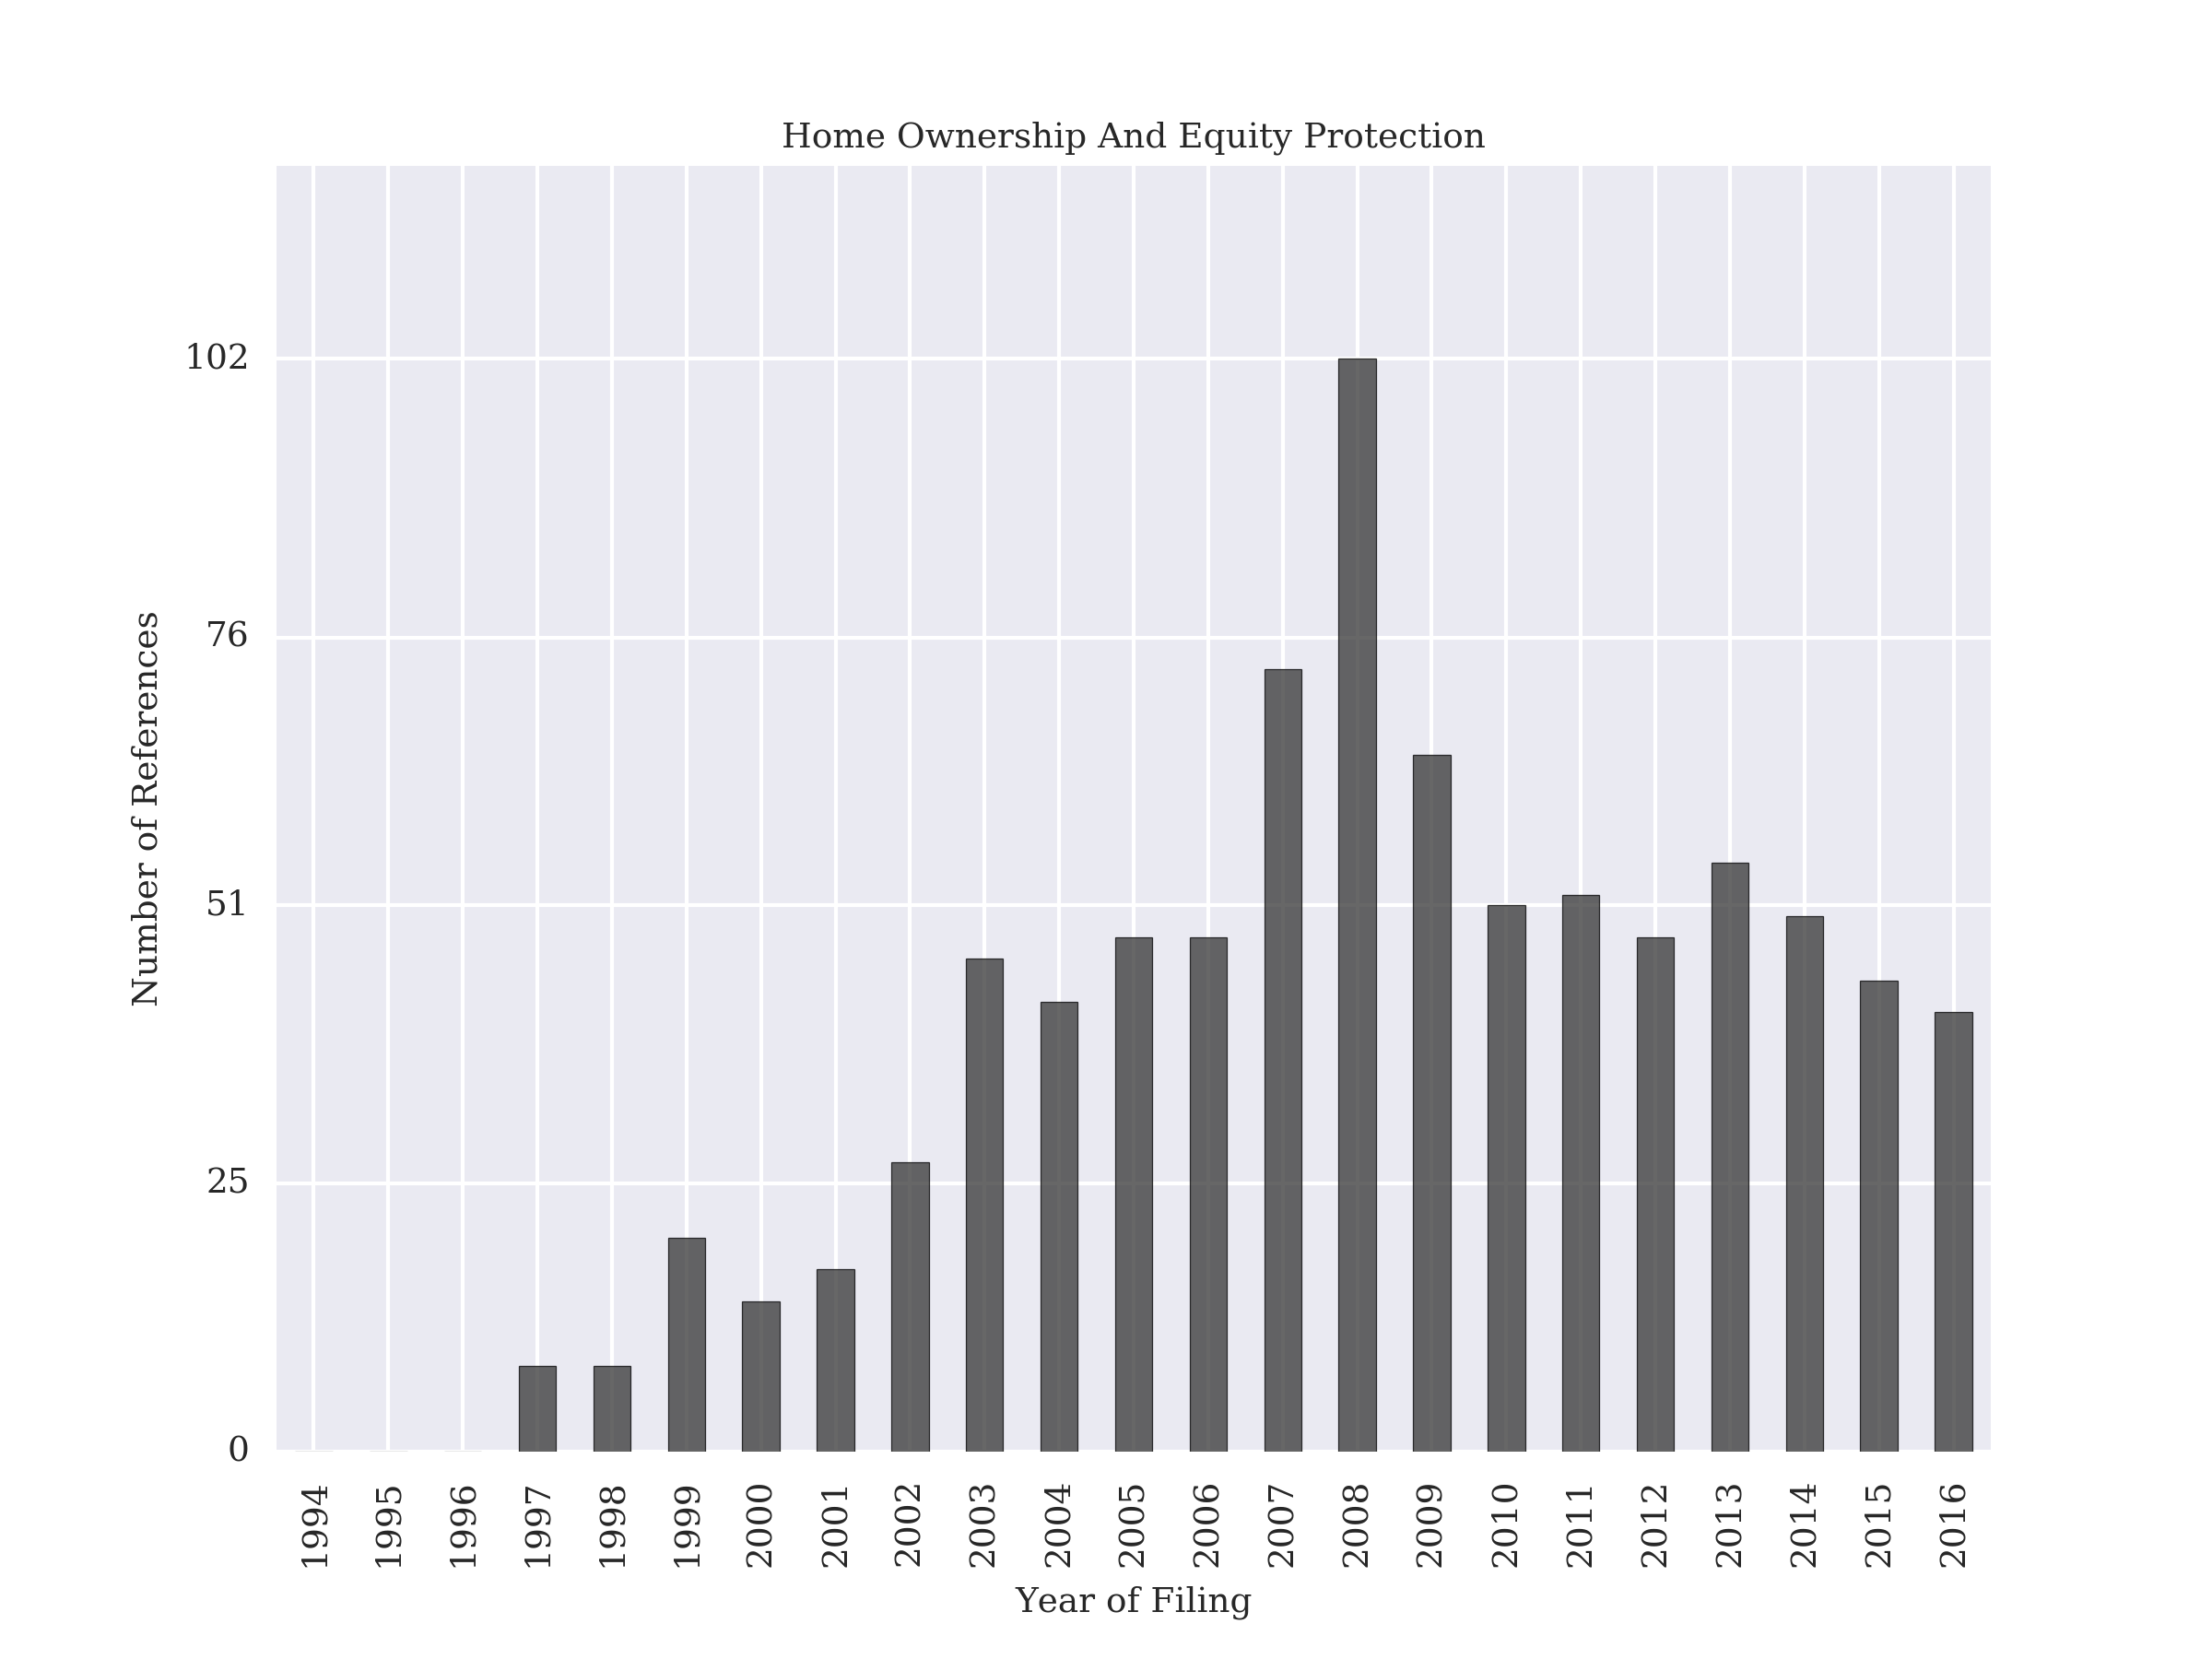 Home Ownership And Equity Protection
Number of References
102
76
51
25
0
1994 1995 1996 1997 1998 1999 2000 2001 2002 2003 2004 2005 2006 2007 2008 2009 2010 2011 2012 2013 2014 2015 2016
Year of Filing